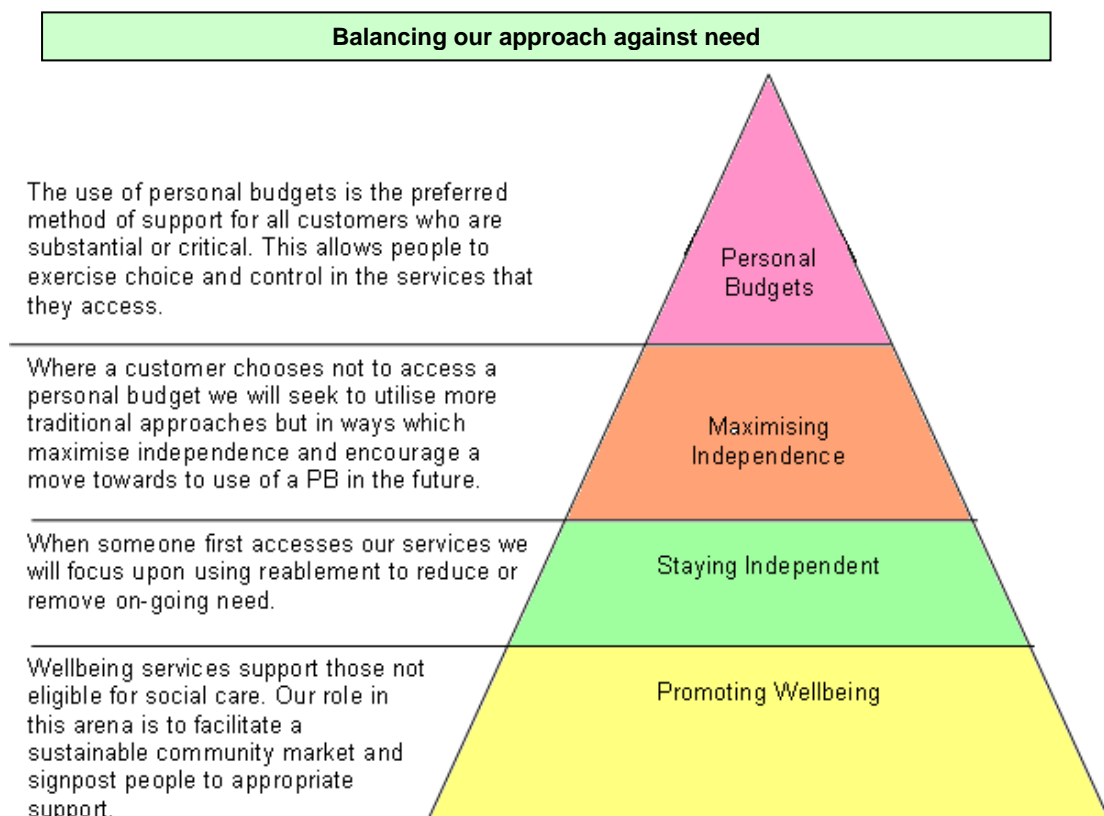 Balancing our approach against need
The use of personal budgets is the preferred
method of support for all customers who are
substantial or critical. This allows people to
exercise choice and control in the services that
they access.
Personal
Budgets
Where a customer chooses not to access a
personal budget we will seek to utilise more
traditional approaches but in ways which
maximise independence and encourage a
move towards to use of a PB in the future.
Maximising
Independence
When someone first accesses our services we
will focus upon using reablement to reduce or
remove on-going need.
Staying Independent
Wellbeing services support those not
eligible for social care. Our role in
this arena is to facilitate a
sustainable community market and
signpost people to appropriate
support.
Promoting Wellbeing